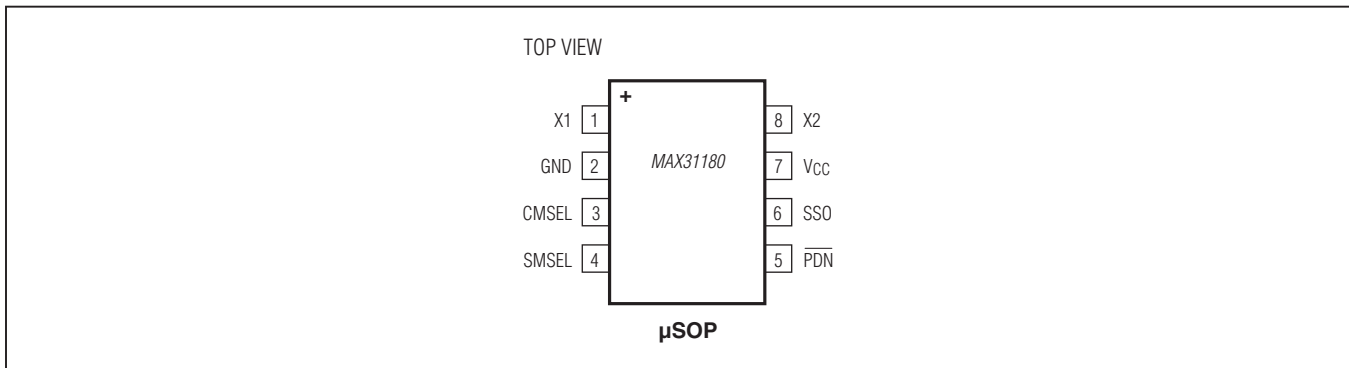 TOP VIEW
+
X1 1 8 X2
GND 2 MAX31180 7 VCC
CMSEL 3 6 SSO
SMSEL 4 5 PDN
µSOP